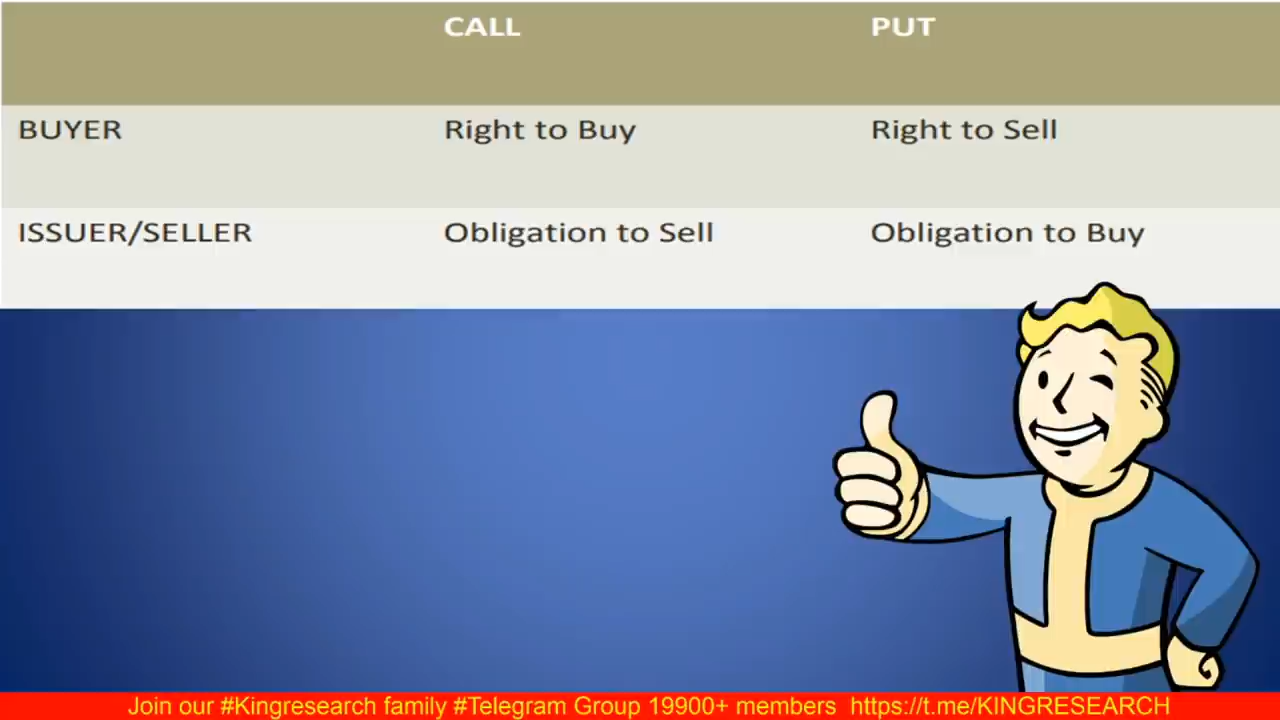 CALL PUT
BUYER Right to Buy Right to Sell
ISSUER/SELLER Obligation to Sell Obligation to Buy
Join our #Kingresearch family #Telegram Group 19900+ members https://t.me/KINGRESEARCH